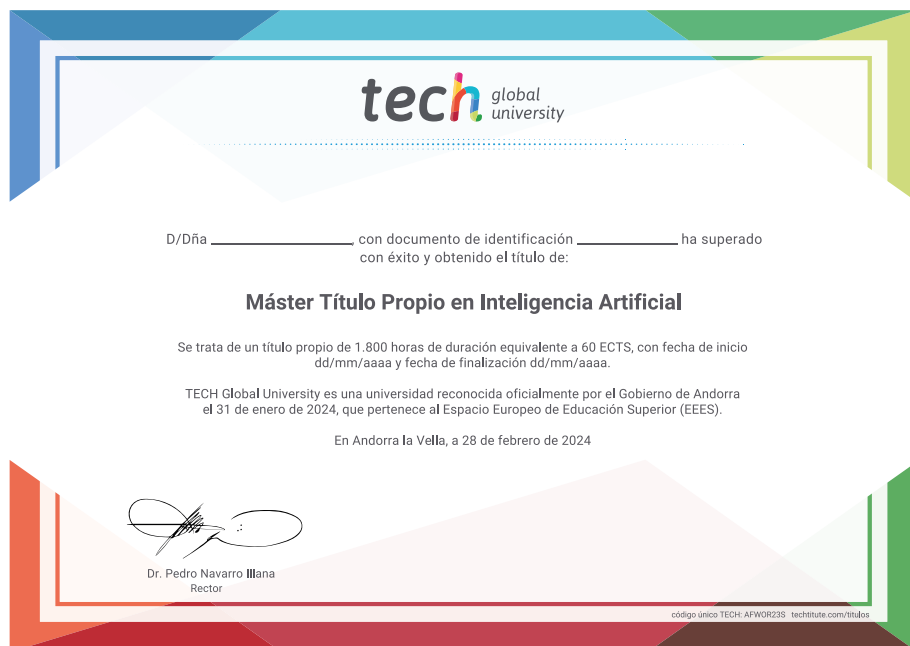 tech global university
D/Dña ______________, con documento de identificación ____________ ha superado
con éxito y obtenido el título de:
Máster Título Propio en Inteligencia Artificial
Se trata de un título propio de 1.800 horas de duración equivalente a 60 ECTS, con fecha de inicio
dd/mm/aaaa y fecha de finalización dd/mm/aaaa.
TECH Global University es una universidad reconocida oficialmente por el Gobierno de Andorra
el 31 de enero de 2024, que pertenece al Espacio Europeo de Educación Superior (EEES).
En Andorra la Vella, a 28 de febrero de 2024
Dr. Pedro Navarro Illana
Rector
código único TECH: AFWOR23S techtitute.com/titulos